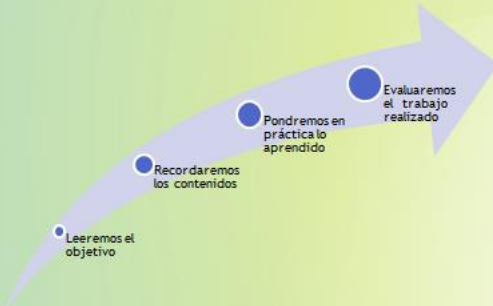 Leeremos el
objetivo
Recordaremos
los contenidos
Pondremos en
práctica lo
aprendido
Evaluaremos
el trabajo
realizado